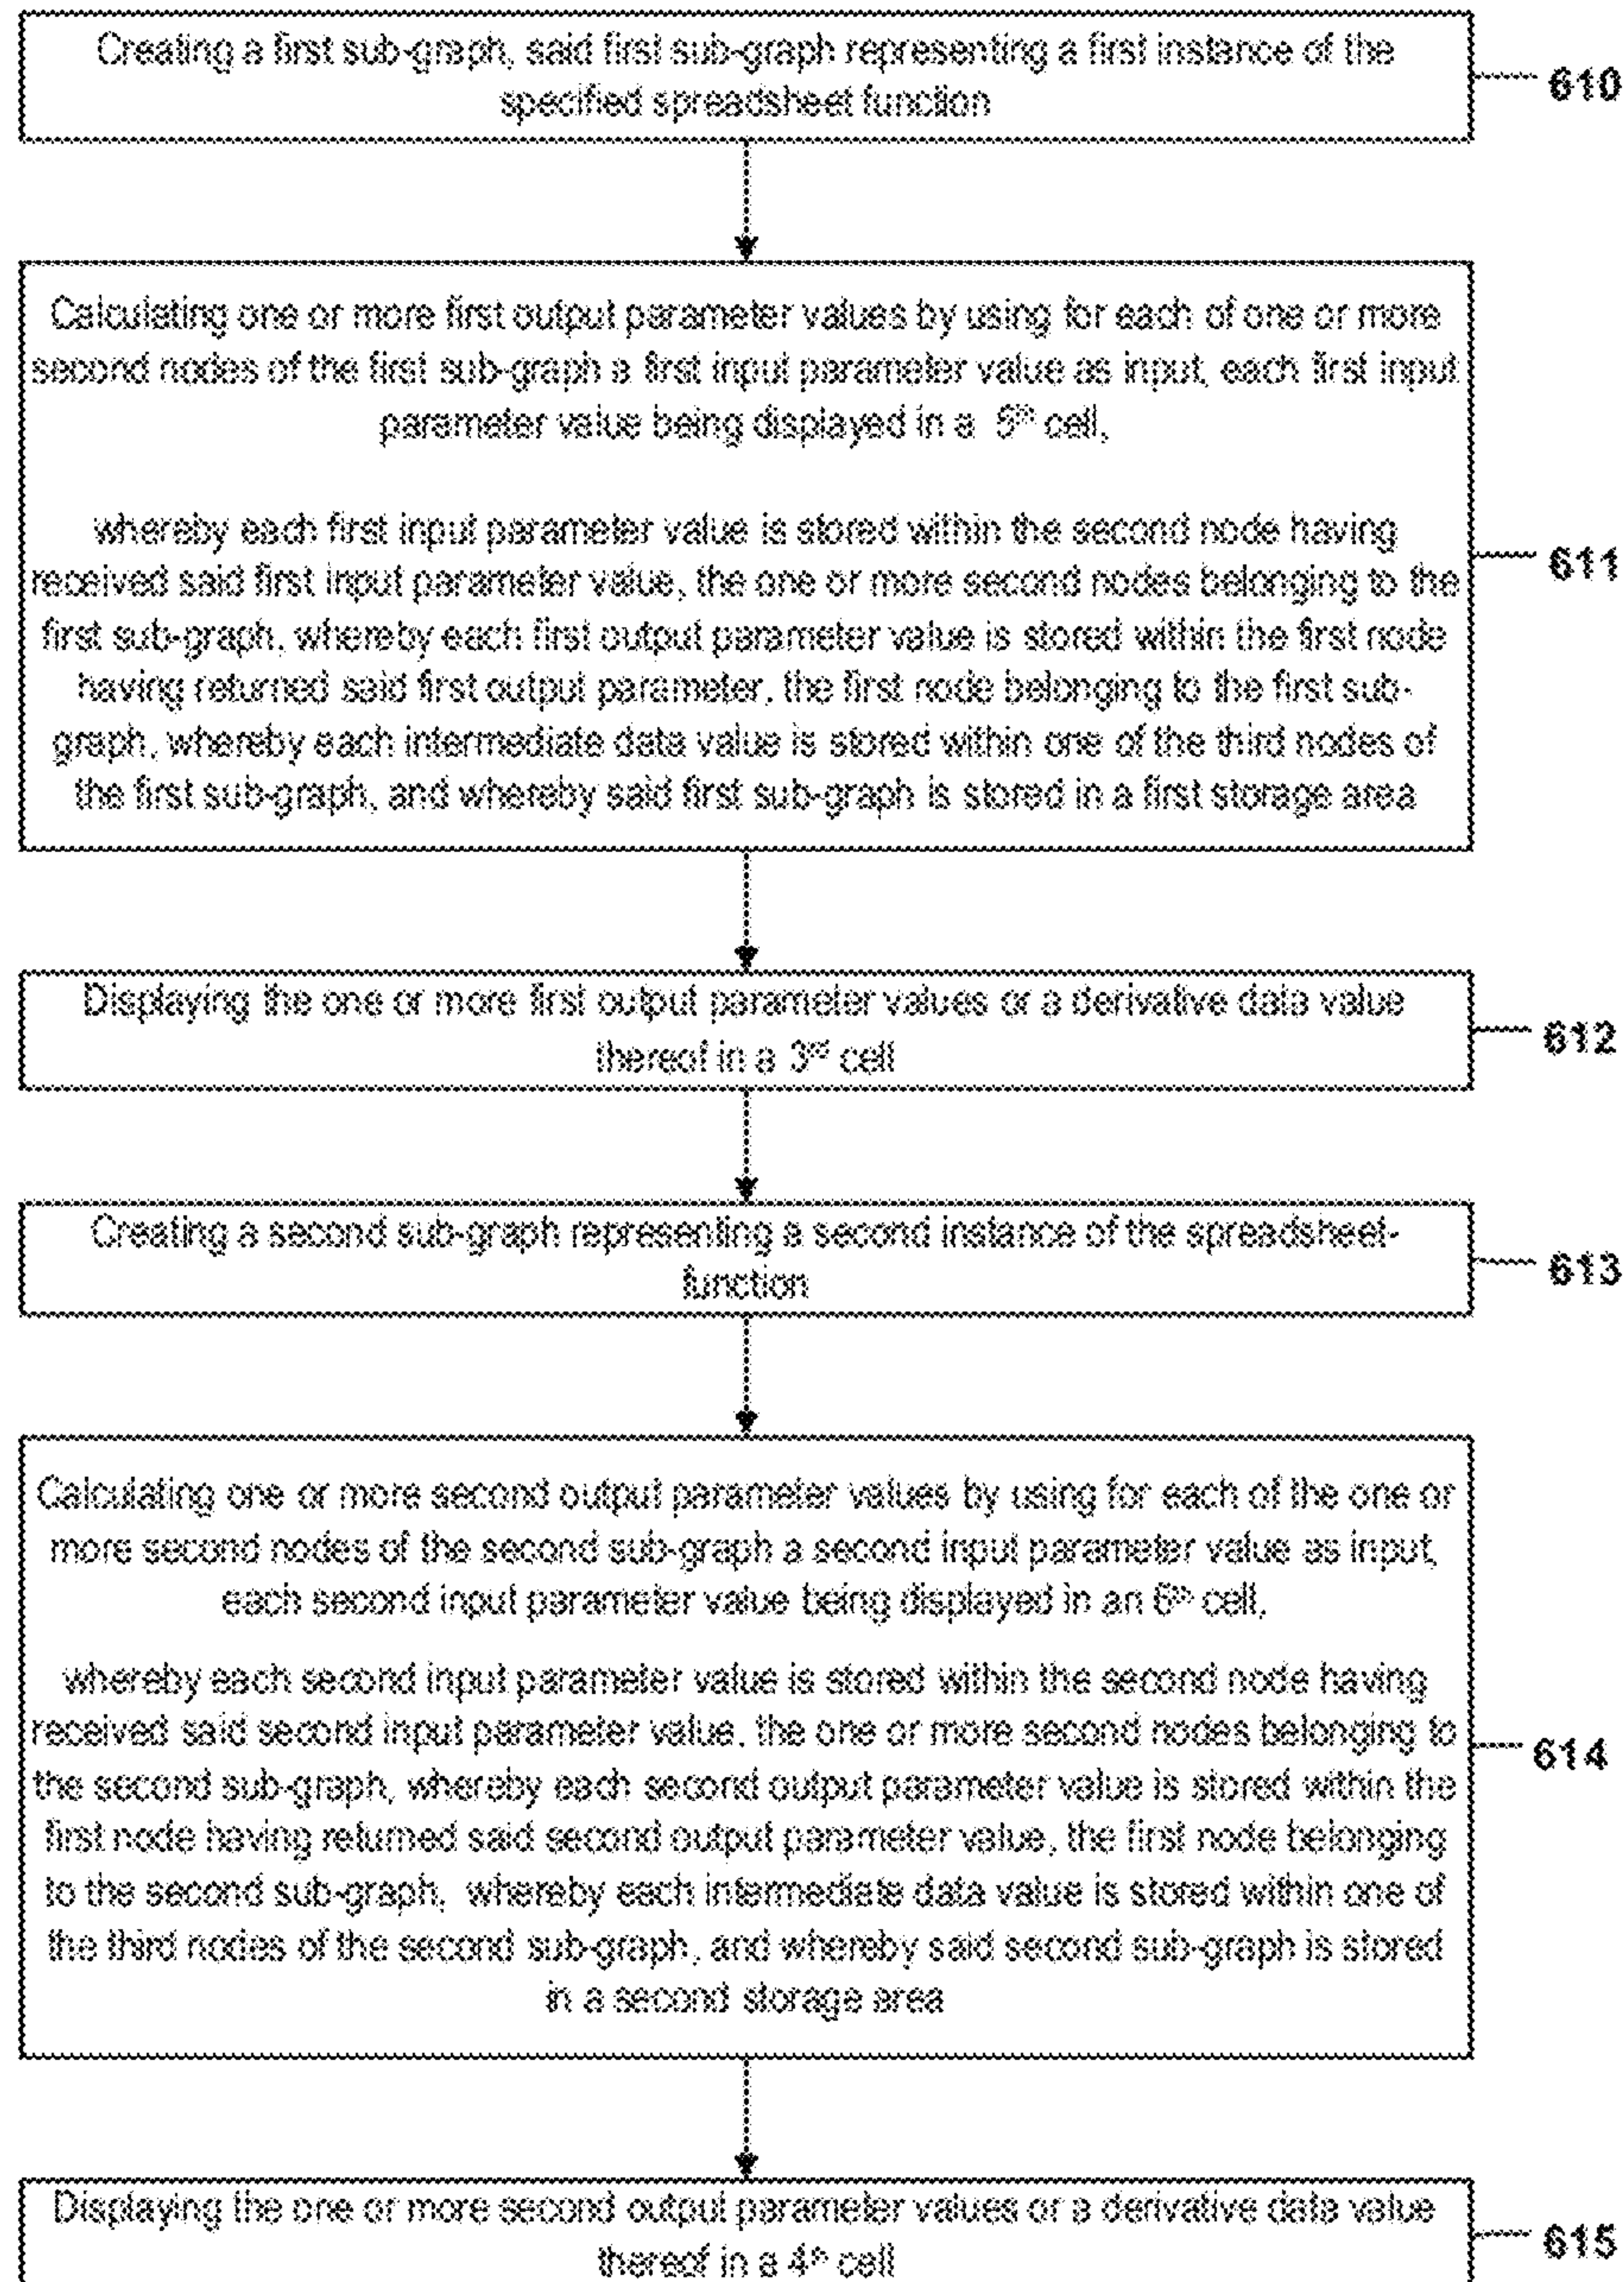 Creating a first sub-graph, said first sub-graph representing a first instance of the
specified spreadsheet function
610
Calculating one or more first output parameter values by using for each of one or more
second nodes of the first sub-graph a first input parameter value as input, each first input
parameter value being displayed in a 5th cell,
whereby each first input parameter value is stored within the second node having
received said first input parameter value, the one or more second nodes belonging to the
first sub-graph, whereby each first output parameter value is stored within the first node
having returned said first output parameter, the first node belonging to the first sub-
graph, whereby each intermediate data value is stored within one of the third nodes of
the first sub-graph, and whereby said first sub-graph is stored in a first storage area
611
Displaying the one or more first output parameter values or a derivative data value
thereof in a 3rd cell
612
Creating a second sub-graph representing a second instance of the spreadsheet-
function
613
Calculating one or more second output parameter values by using for each of the one or
more second nodes of the second sub-graph a second input parameter value as input,
each second input parameter value being displayed in an 6th cell,
whereby each second input parameter value is stored within the second node having
received said second input parameter value, the one or more second nodes belonging to
the second sub-graph, whereby each second output parameter value is stored within the
first node having returned said second output parameter value, the first node belonging
to the second sub-graph, whereby each intermediate data value is stored within one of
the third nodes of the second sub-graph, and whereby said second sub-graph is stored
in a second storage area
614
Displaying the one or more second output parameter values or a derivative data value
thereof in a 4th cell
615